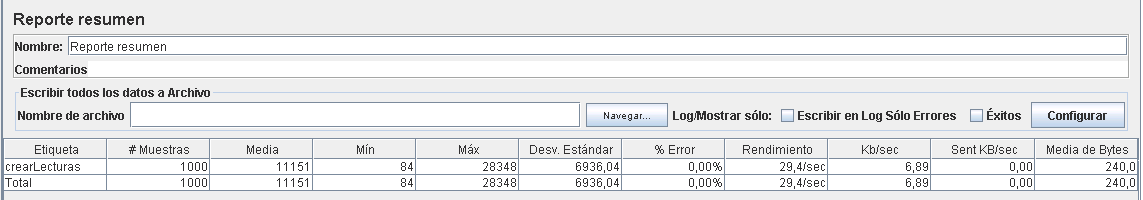 Reporte resumen
Nombre: Reporte resumen
Comentarios
Escribir todos los datos a Archivo
Nombre de archivo Navegar... Log/Mostrar sólo: Escribir en Log Sólo Errores Éxitos Configurar
Etiqueta # Muestras Media Mín Máx Desv. Estándar % Error Rendimiento Kb/sec Sent KB/sec Media de Bytes
crearLecturas 1000 11151 84 28348 6936,04 0,00% 29,4/sec 6,89 0,00 240,0
Total 1000 11151 84 28348 6936,04 0,00% 29,4/sec 6,89 0,00 240,0